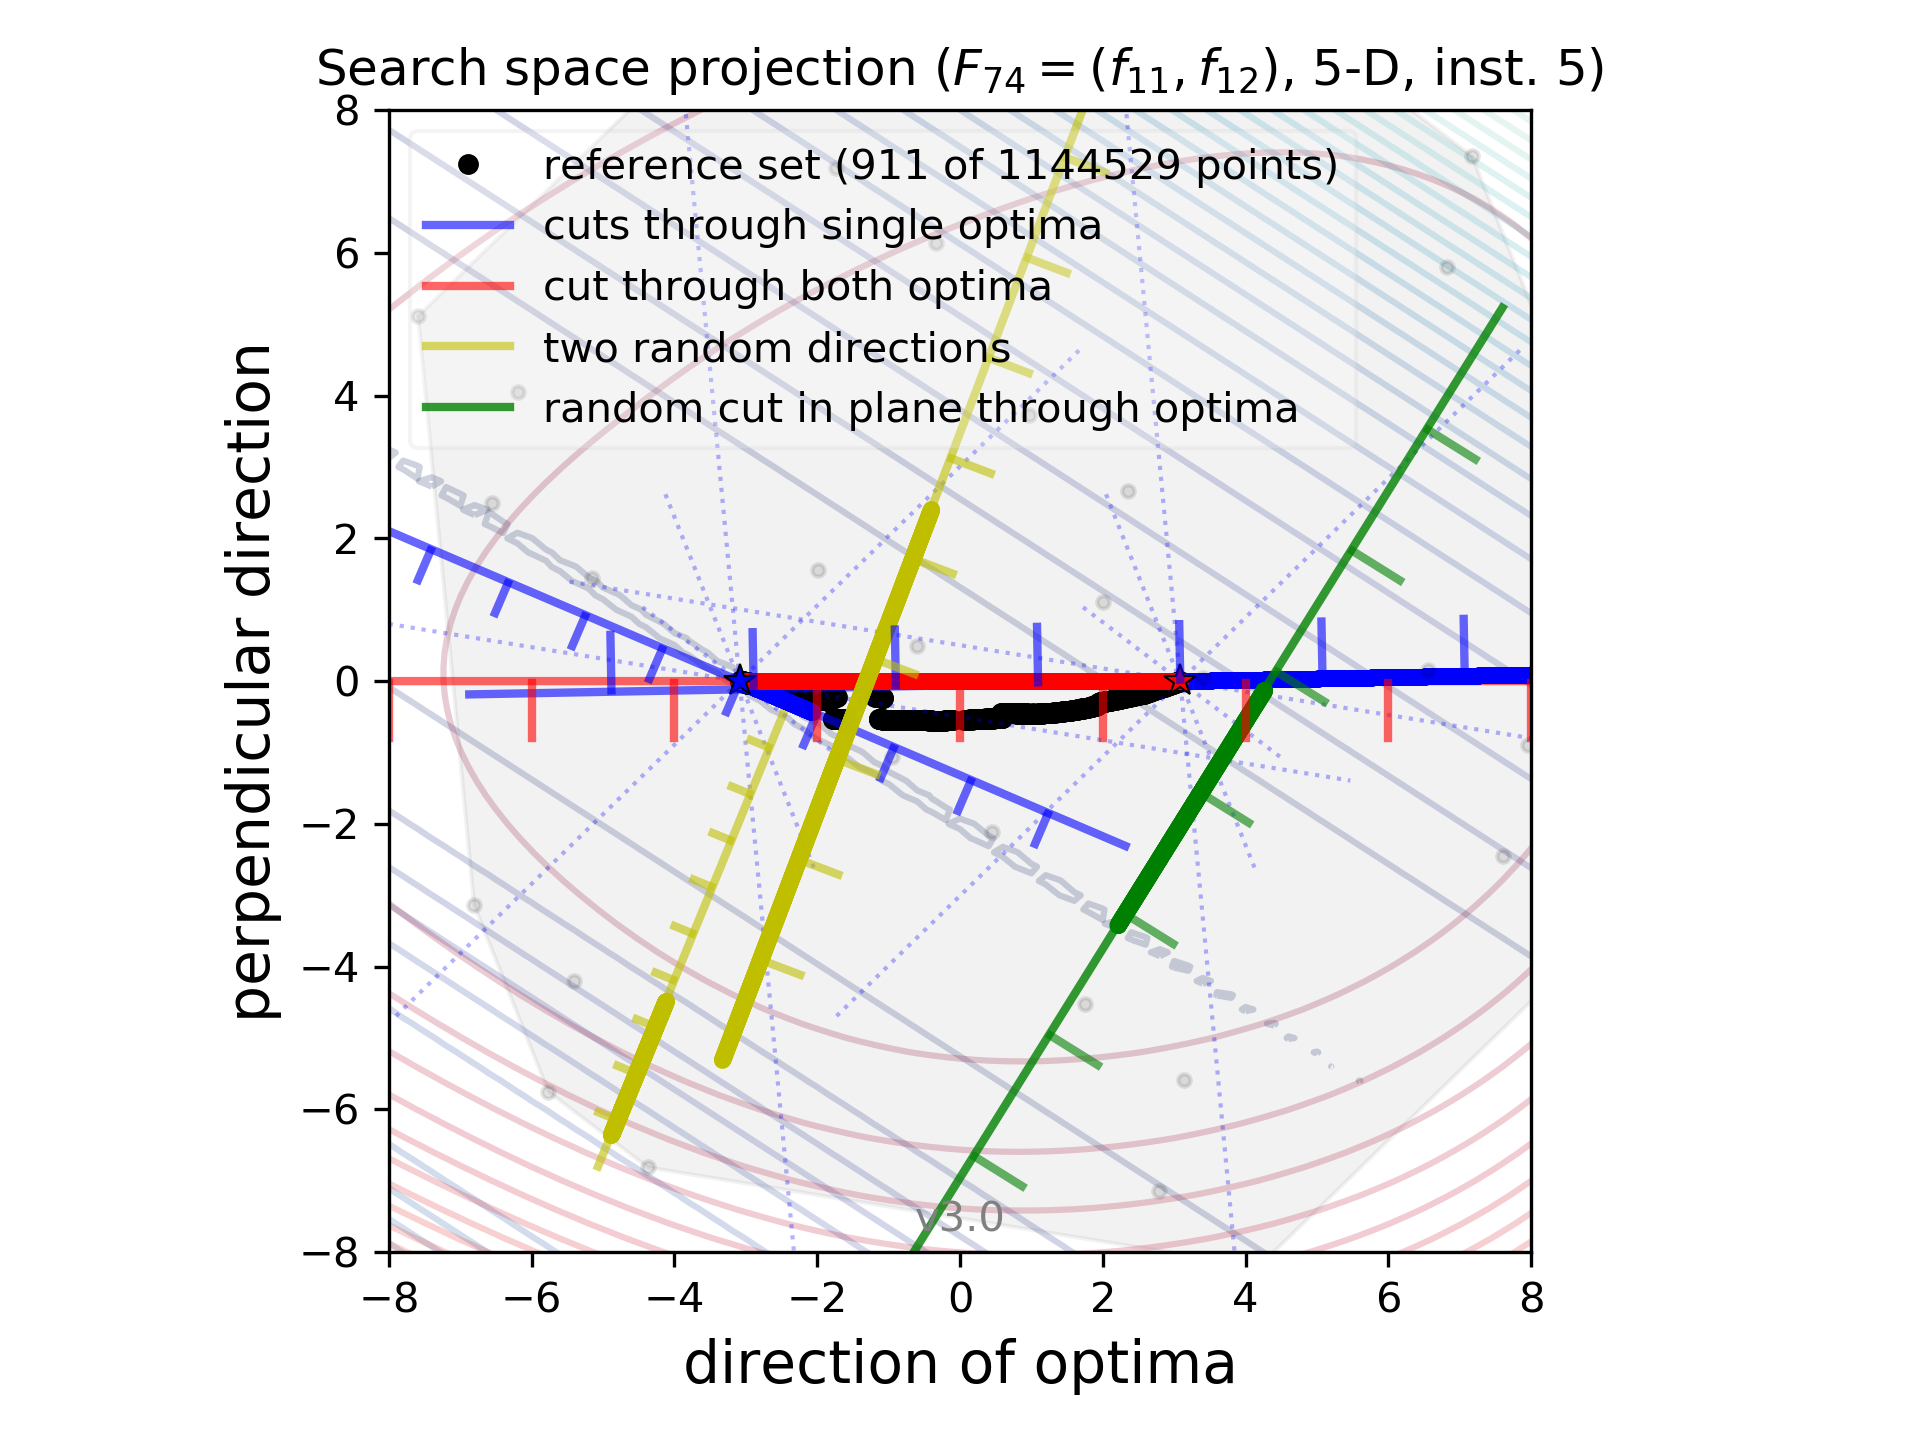 Search space projection (F₇₄ = (f₁₁, f₁₂), 5-D, inst. 5)
reference set (911 of 1144529 points)
cuts through single optima
cut through both optima
two random directions
random cut in plane through optima
perpendicular direction
8
6
4
2
0
−2
−4
−6
−8
v3.0
−8 −6 −4 −2 0 2 4 6 8
direction of optima